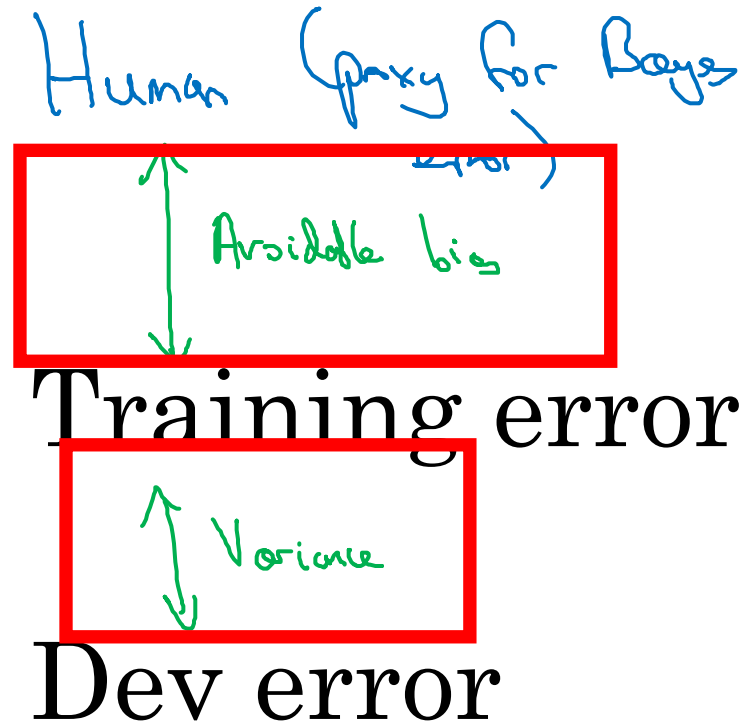 Human (proxy for Bayes
error)
Avoidable bias
Training error
Variance
Dev error